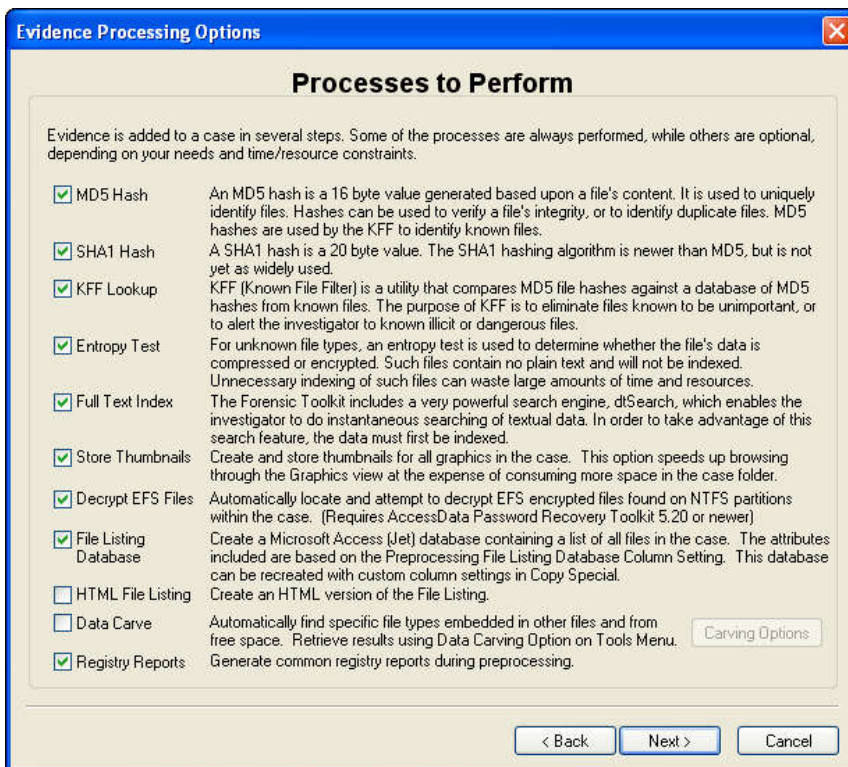 Evidence Processing Options
Processes to Perform
Evidence is added to a case in several steps. Some of the processes are always performed, while others are optional,
depending on your needs and time/resource constraints.
MD5 Hash
An MD5 hash is a 16 byte value generated based upon a file's content. It is used to uniquely
identify files. Hashes can be used to verify a file's integrity, or to identify duplicate files. MD5
hashes are used by the KFF to identify known files.
SHA1 Hash
A SHA1 hash is a 20 byte value. The SHA1 hashing algorithm is newer than MD5, but is not
yet as widely used.
KFF Lookup
KFF (Known File Filter) is a utility that compares MD5 file hashes against a database of MD5
hashes from known files. The purpose of KFF is to eliminate files known to be unimportant, or
to alert the investigator to known illicit or dangerous files.
Entropy Test
For unknown file types, an entropy test is used to determine whether the file's data is
compressed or encrypted. Such files contain no plain text and will not be indexed.
Unnecessary indexing of such files can waste large amounts of time and resources.
Full Text Index
The Forensic Toolkit includes a very powerful search engine, dtSearch, which enables the
investigator to do instantaneous searching of textual data. In order to take advantage of this
search feature, the data must first be indexed.
Store Thumbnails
Create and store thumbnails for all graphics in the case. This option speeds up browsing
through the Graphics view at the expense of consuming more space in the case folder.
Decrypt EFS Files
Automatically locate and attempt to decrypt EFS encrypted files found on NTFS partitions
within the case. (Requires AccessData Password Recovery Toolkit 5.20 or newer)
File Listing
Database
Create a Microsoft Access (Jet) database containing a list of all files in the case. The attributes
included are based on the Preprocessing File Listing Database Column Setting. This database
can be recreated with custom column settings in Copy Special.
HTML File Listing
Create an HTML version of the File Listing.
Data Carve
Automatically find specific file types embedded in other files and from
free space. Retrieve results using Data Carving Option on Tools Menu.
Carving Options
Registry Reports
Generate common registry reports during preprocessing.
< Back
Next >
Cancel